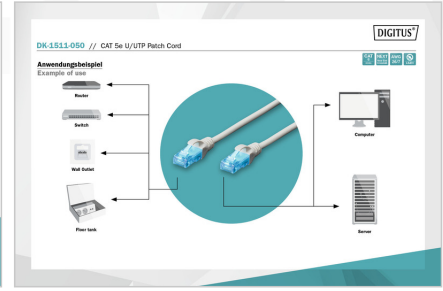 DIGITUS®
DK-1511-050 // CAT 5e U/UTP Patch Cord
Anwendungsbeispiel
Example of use
Router
Switch
Wall Outlet
Floor tank
Computer
Server